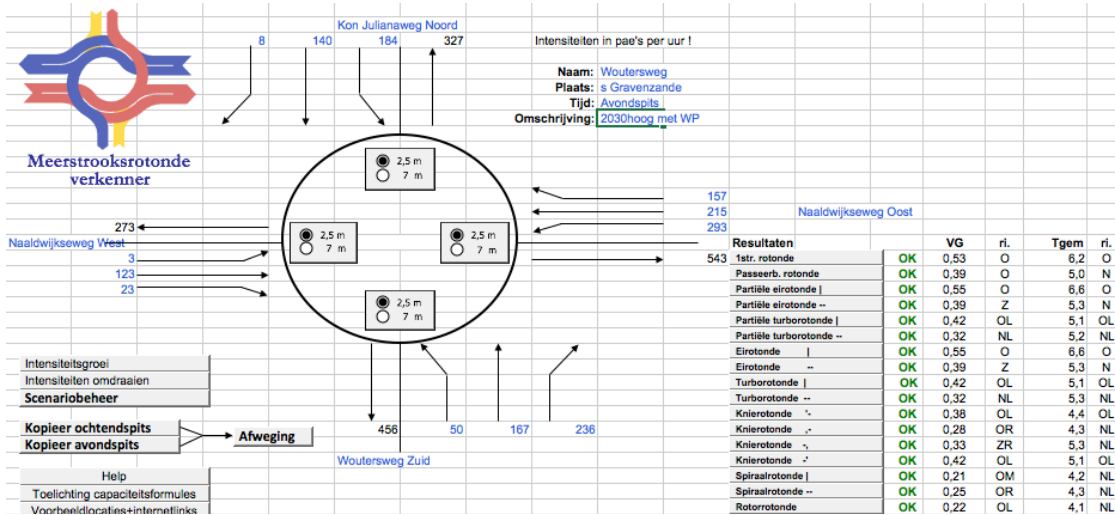 Kon Julianaweg Noord
8 140 184 327
Intensiteiten in pae's per uur !
Naam: Woutersweg
Plaats: s Gravenzande
Tijd: Avondspits
Omschrijving: 2030hoog met WP
Meerstrooksrotonde
verkenner
2,5 m
7 m
2,5 m
7 m
2,5 m
7 m
2,5 m
7 m
157
215 Naaldwijkseweg Oost
293
543
273
Naaldwijkseweg West
3
123
23
Resultaten VG ri. Tgem ri.
1str. rotonde OK 0,53 O 6,2 O
Passeerb. rotonde OK 0,39 O 5,0 N
Partiële eirotonde | OK 0,55 O 6,6 O
Partiële eirotonde -- OK 0,39 Z 5,3 N
Partiële turborotonde | OK 0,42 OL 5,1 OL
Partiële turborotonde -- OK 0,32 NL 5,2 NL
Eirotonde | OK 0,55 O 6,6 O
Eirotonde -- OK 0,39 Z 5,3 N
Turborotonde | OK 0,42 OL 5,1 OL
Turborotonde -- OK 0,32 NL 5,3 NL
Knierotonde '- OK 0,38 OL 4,4 OL
Knierotonde ,- OK 0,28 OR 4,3 NL
Knierotonde -, OK 0,33 ZR 5,3 NL
Knierotonde -' OK 0,42 OL 5,1 OL
Spiraalrotonde | OK 0,21 OM 4,2 NL
Spiraalrotonde -- OK 0,25 OR 4,3 NL
Rotorrotonde OK 0,22 OL 4,1 NL
Intensiteitsgroei
Intensiteiten omdraaien
Scenariobeheer
Kopieer ochtendspits
Kopieer avondspits
Afweging
456 50 167 236
Woutersweg Zuid
Help
Toelichting capaciteitsformules
Voorbeeldlocaties+internetlinks